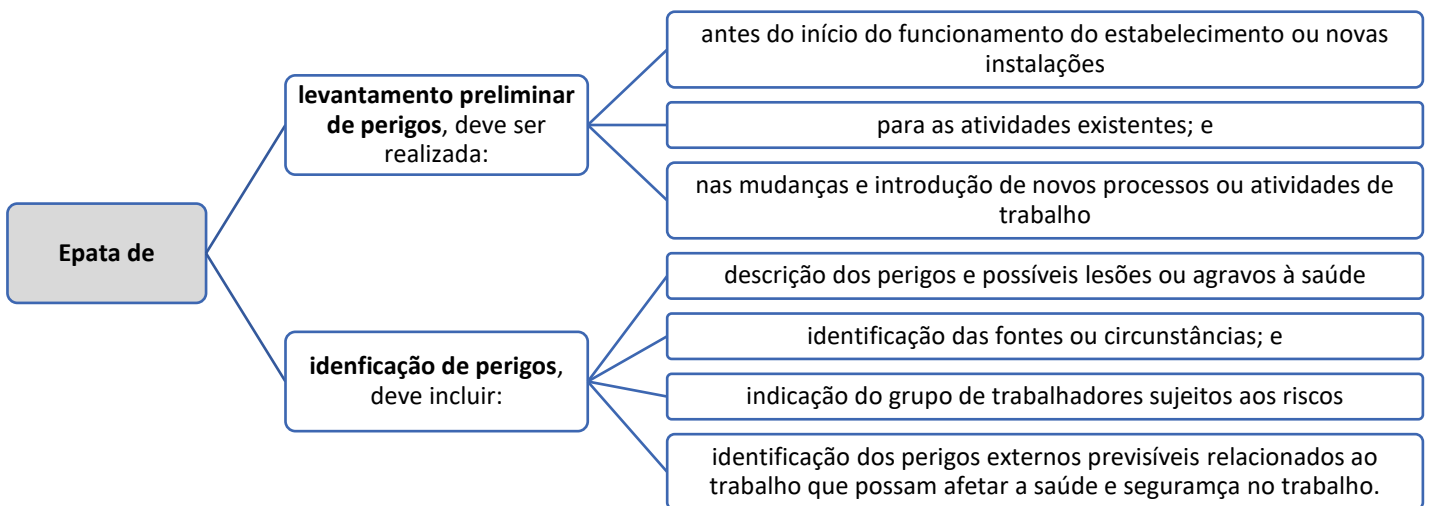 Epata de
levantamento preliminar
de perigos, deve ser
realizada:
antes do início do funcionamento do estabelecimento ou novas
instalações
para as atividades existentes; e
nas mudanças e introdução de novos processos ou atividades de
trabalho
idenficação de perigos,
deve incluir:
descrição dos perigos e possíveis lesões ou agravos à saúde
identificação das fontes ou circunstâncias; e
indicação do grupo de trabalhadores sujeitos aos riscos
identificação dos perigos externos previsíveis relacionados ao
trabalho que possam afetar a saúde e seguramça no trabalho.